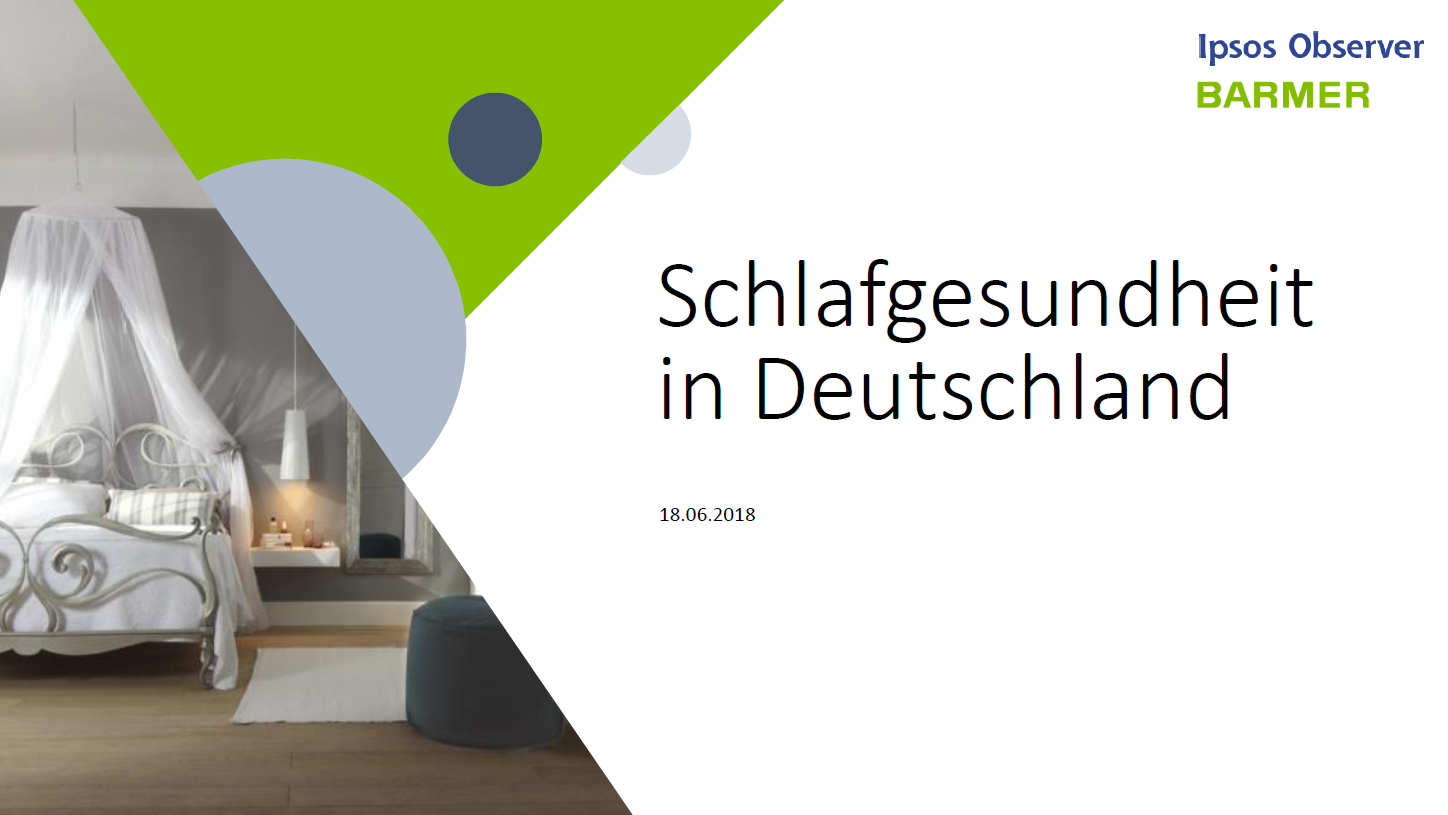 Ipsos Observer
BARMER
Schlafgesundheit
in Deutschland
18.06.2018